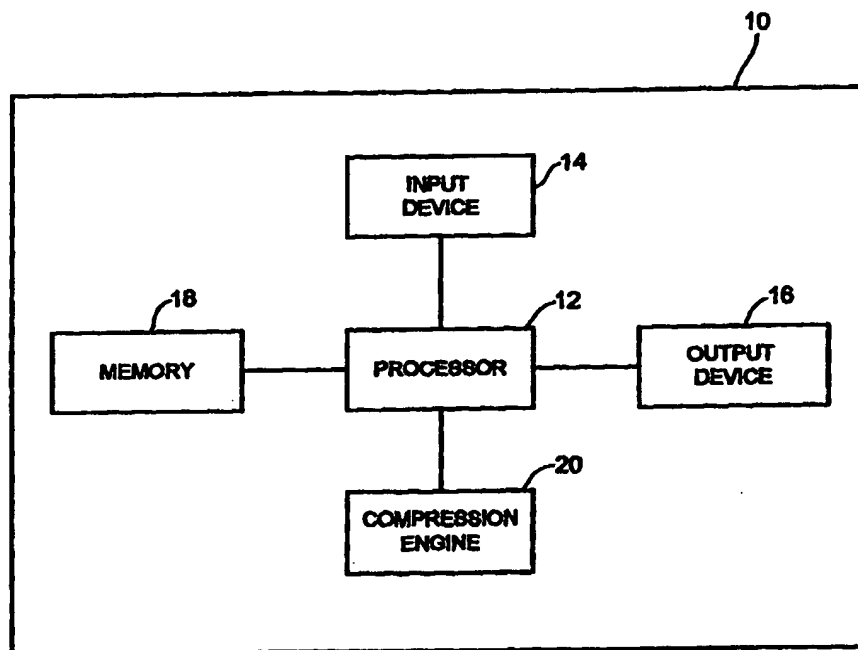 10
INPUT
DEVICE
14
18
12
16
MEMORY
PROCESSOR
OUTPUT
DEVICE
20
COMPRESSION
ENGINE